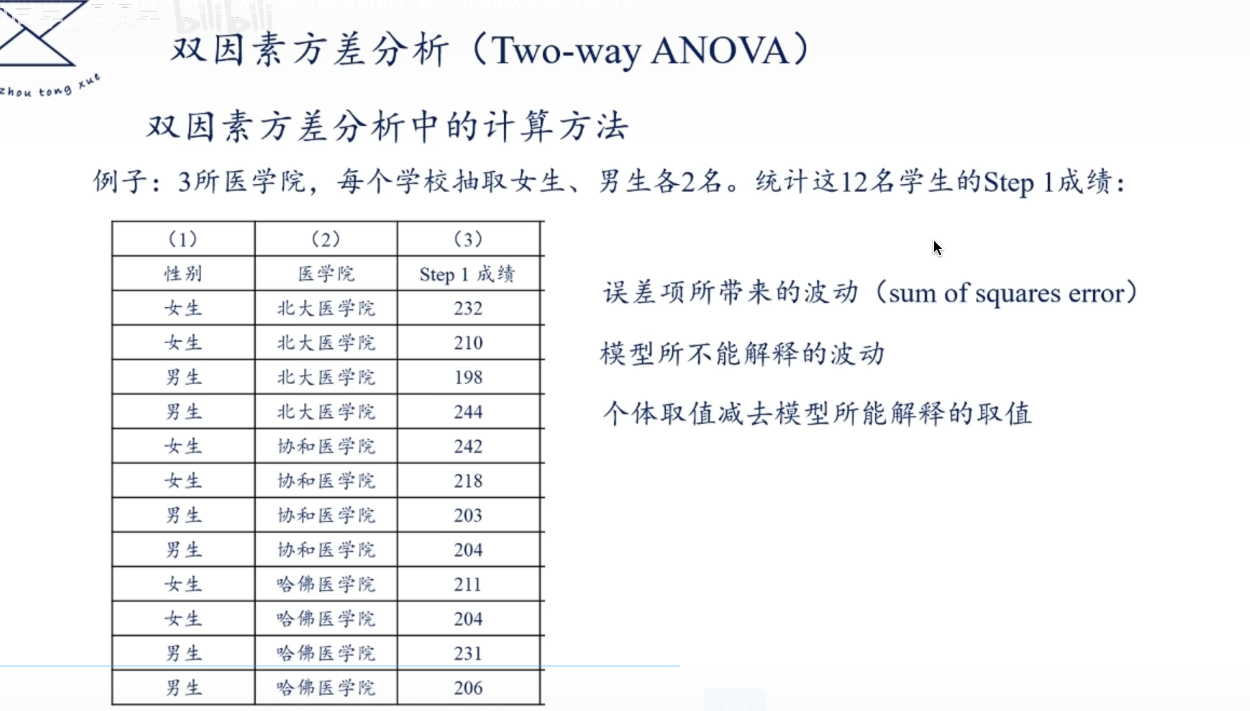 bilibili
zhou tong xue
双因素方差分析（Two-way ANOVA）
双因素方差分析中的计算方法
例子：3所医学院，每个学校抽取女生、男生各2名。统计这12名学生的Step 1成绩：
（1） （2） （3）
性别 医学院 Step 1 成绩
女生 北大医学院 232
女生 北大医学院 210
男生 北大医学院 198
男生 北大医学院 244
女生 协和医学院 242
女生 协和医学院 218
男生 协和医学院 203
男生 协和医学院 204
女生 哈佛医学院 211
女生 哈佛医学院 204
男生 哈佛医学院 231
男生 哈佛医学院 206
误差项所带来的波动（sum of squares error）
模型所不能解释的波动
个体取值减去模型所能解释的取值